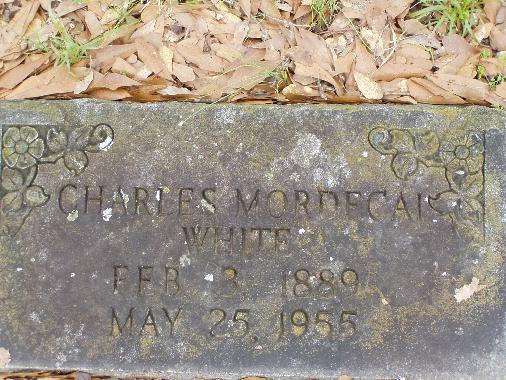 CHARLES MORDECAI
WHITE
FEB 3, 1889
MAY 25, 1955